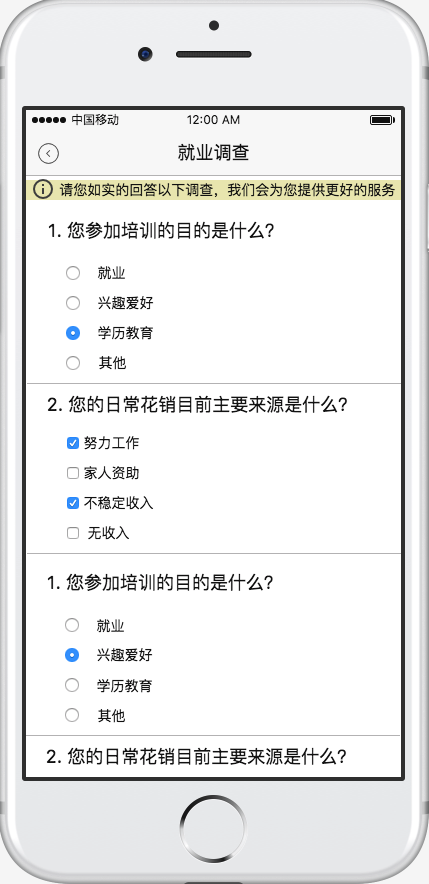 中国移动 12:00 AM
就业调查
请您如实的回答以下调查，我们会为您提供更好的服务
1. 您参加培训的目的是什么?
就业
兴趣爱好
学历教育
其他
2. 您的日常花销目前主要来源是什么?
努力工作
家人资助
不稳定收入
无收入
1. 您参加培训的目的是什么?
就业
兴趣爱好
学历教育
其他
2. 您的日常花销目前主要来源是什么?